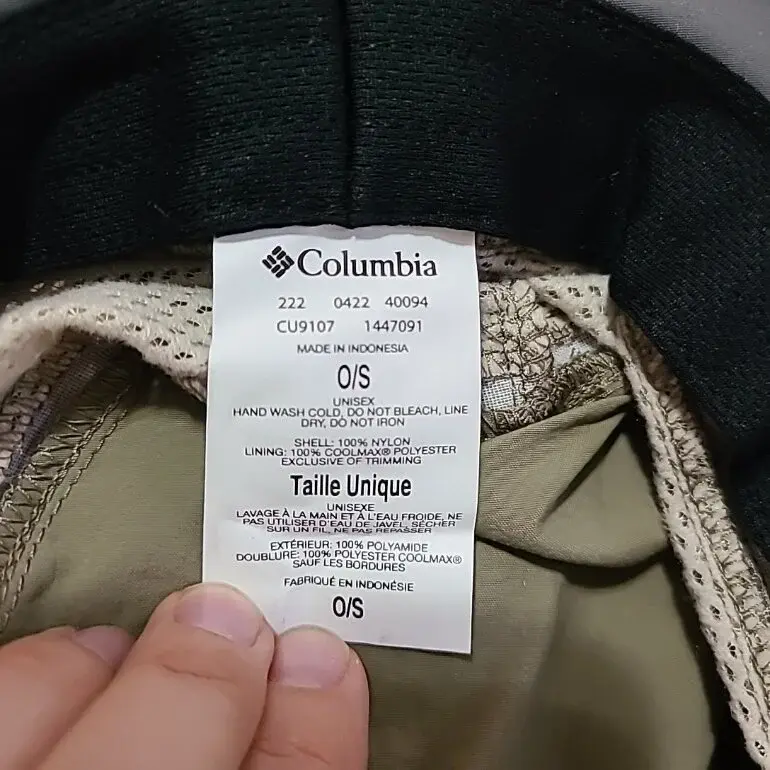 Columbia
222 0422 40094
CU9107 1447091
MADE IN INDONESIA
O/S
UNISEX
HAND WASH COLD, DO NOT BLEACH, LINE
DRY, DO NOT IRON
SHELL: 100% NYLON
LINING: 100% COOLMAX® POLYESTER
EXCLUSIVE OF TRIMMING
Taille Unique
UNISEXE
LAVAGE À LA MAIN ET À L'EAU FROIDE, NE
PAS UTILISER D'EAU DE JAVEL, SÉCHER
SUR UN FIL, NE PAS REPASSER
EXTÉRIEUR: 100% POLYAMIDE
DOUBLURE: 100% POLYESTER COOLMAX®
SAUF LES BORDURES
FABRIQUÉ EN INDONÉSIE
O/S